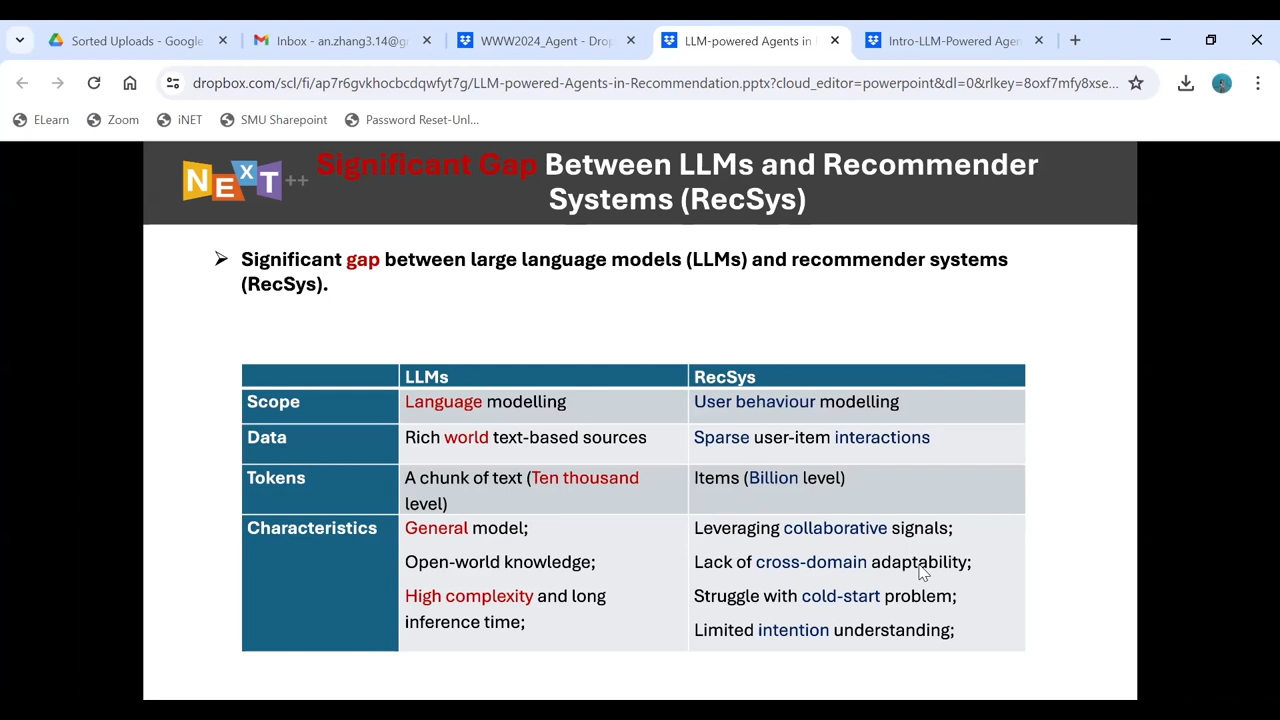 Sorted Uploads - Google
Inbox - an.zhang3.14@g
WWW2024_Agent - Drop
LLM-powered Agents in
Intro-LLM-Powered Agen
dropbox.com/scl/fi/ap7r6gvkhocbcdqwfyt7g/LLM-powered-Agents-in-Recommendation.pptx?cloud_editor=powerpoint&dl=0&rlkey=8oxf7mfy8xse...
ELearn
Zoom
iNET
SMU Sharepoint
Password Reset-Unl...
NExT++
Significant Gap Between LLMs and Recommender
Systems (RecSys)
Significant gap between large language models (LLMs) and recommender systems
(RecSys).
LLMs
RecSys
Scope
Language modelling
User behaviour modelling
Data
Rich world text-based sources
Sparse user-item interactions
Tokens
A chunk of text (Ten thousand
level)
Items (Billion level)
Characteristics
General model;
Open-world knowledge;
High complexity and long
inference time;
Leveraging collaborative signals;
Lack of cross-domain adaptability;
Struggle with cold-start problem;
Limited intention understanding;